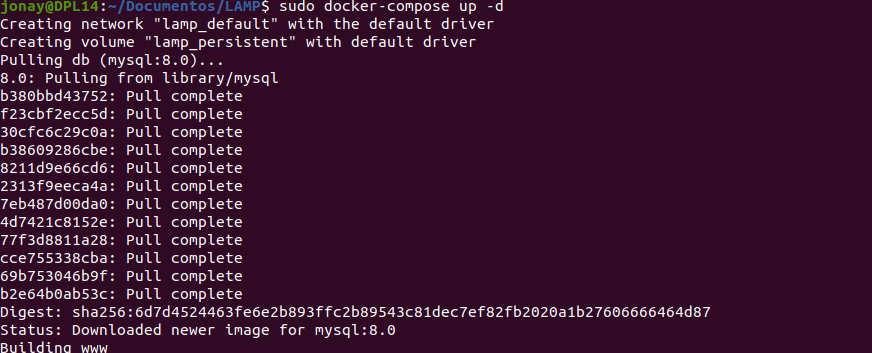 jonay@DPL14:~/Documentos/LAMP$ sudo docker-compose up -d
Creating network "lamp_default" with the default driver
Creating volume "lamp_persistent" with default driver
Pulling db (mysql:8.0)...
8.0: Pulling from library/mysql
b380bbd43752: Pull complete
f23cbf2ecc5d: Pull complete
30cfc6c29c0a: Pull complete
b38609286cbe: Pull complete
8211d9e66cd6: Pull complete
2313f9eeca4a: Pull complete
7eb487d00da0: Pull complete
4d7421c8152e: Pull complete
77f3d8811a28: Pull complete
cce755338cba: Pull complete
69b753046b9f: Pull complete
b2e64b0ab53c: Pull complete
Digest: sha256:6d7d4524463fe6e2b893ffc2b89543c81dec7ef82fb2020a1b27606666464d87
Status: Downloaded newer image for mysql:8.0
Building www